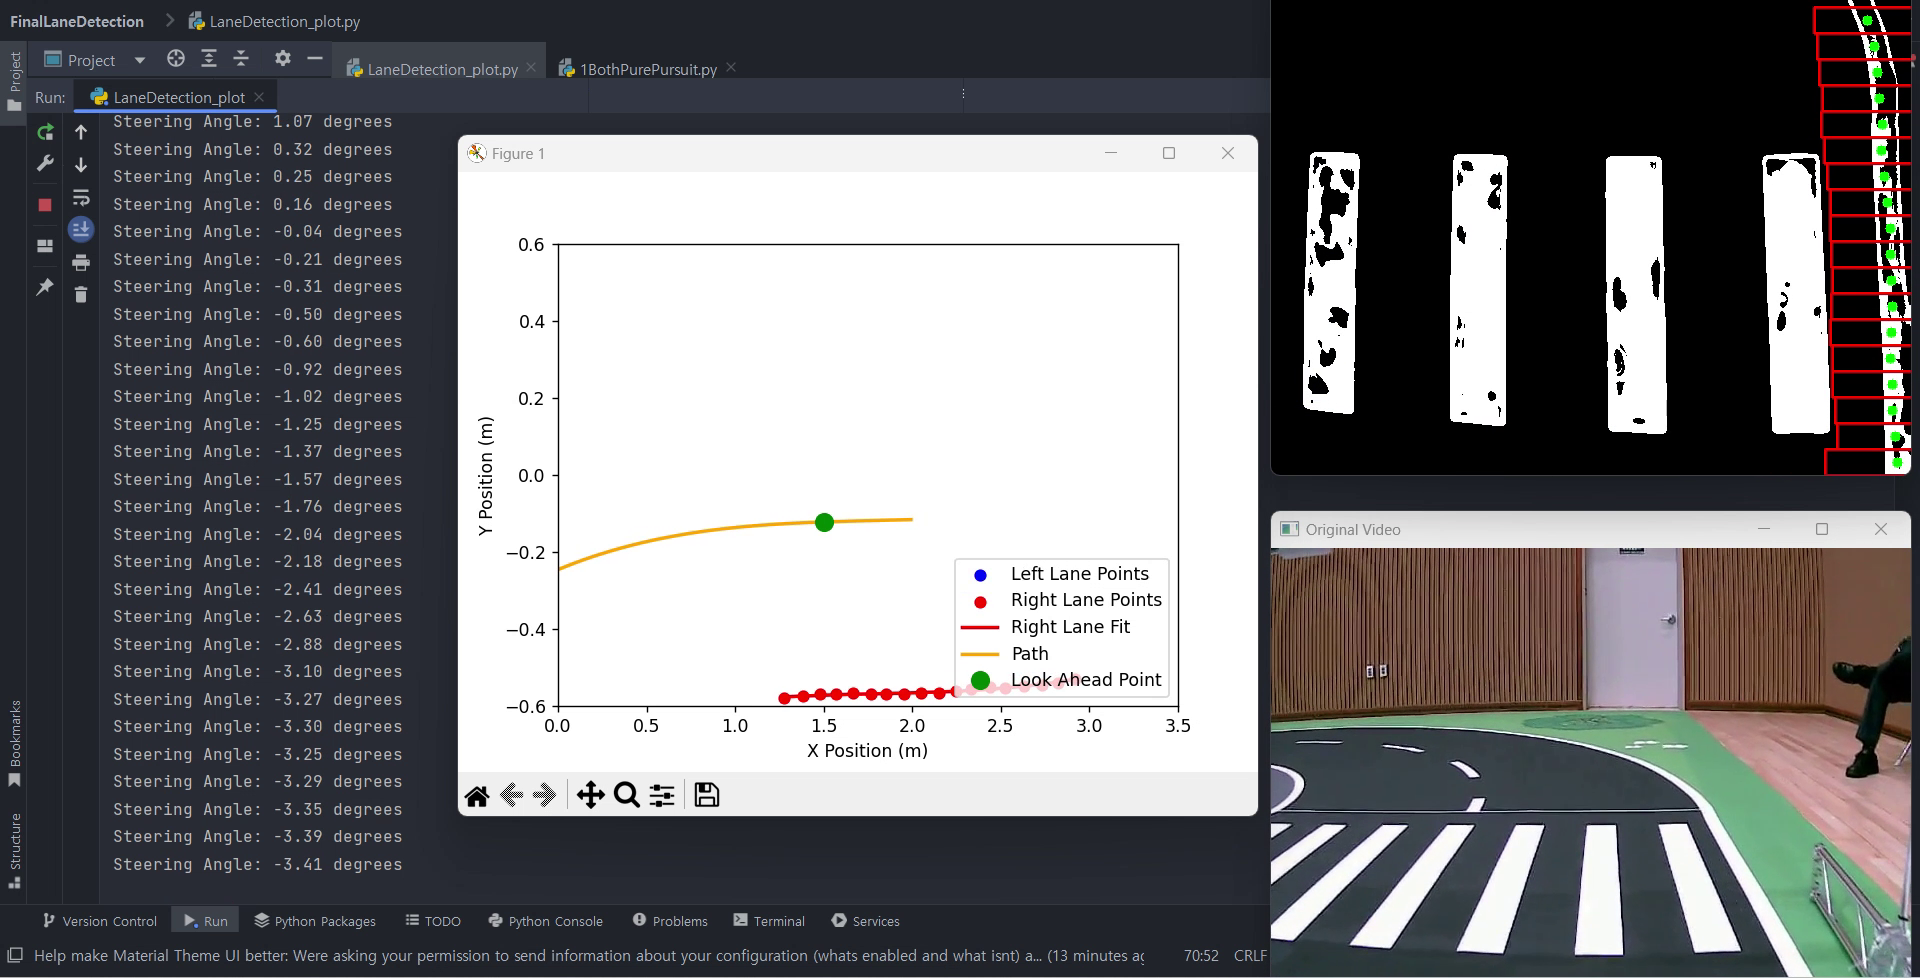 FinalLaneDetection
LaneDetection_plot.py
Project
Project
LaneDetection_plot.py
1BothPurePursuit.py
Run:
LaneDetection_plot
Steering Angle: 1.07 degrees
Steering Angle: 0.32 degrees
Steering Angle: 0.25 degrees
Steering Angle: 0.16 degrees
Steering Angle: -0.04 degrees
Steering Angle: -0.21 degrees
Steering Angle: -0.31 degrees
Steering Angle: -0.50 degrees
Steering Angle: -0.60 degrees
Steering Angle: -0.92 degrees
Steering Angle: -1.02 degrees
Steering Angle: -1.25 degrees
Steering Angle: -1.37 degrees
Steering Angle: -1.57 degrees
Steering Angle: -1.76 degrees
Steering Angle: -2.04 degrees
Steering Angle: -2.18 degrees
Steering Angle: -2.41 degrees
Steering Angle: -2.63 degrees
Steering Angle: -2.88 degrees
Steering Angle: -3.10 degrees
Steering Angle: -3.27 degrees
Steering Angle: -3.30 degrees
Steering Angle: -3.25 degrees
Steering Angle: -3.29 degrees
Steering Angle: -3.35 degrees
Steering Angle: -3.39 degrees
Steering Angle: -3.41 degrees
Bookmarks
Structure
Figure 1
0.6
0.4
0.2
0.0
−0.2
−0.4
−0.6
Y Position (m)
0.0 0.5 1.0 1.5 2.0 2.5 3.0 3.5
X Position (m)
Left Lane Points
Right Lane Points
Right Lane Fit
Path
Look Ahead Point
Original Video
Version Control Run Python Packages TODO Python Console Problems Terminal Services
Help make Material Theme UI better: Were asking your permission to send information about your configuration (whats enabled and what isnt) a... (13 minutes ag 70:52 CRLF